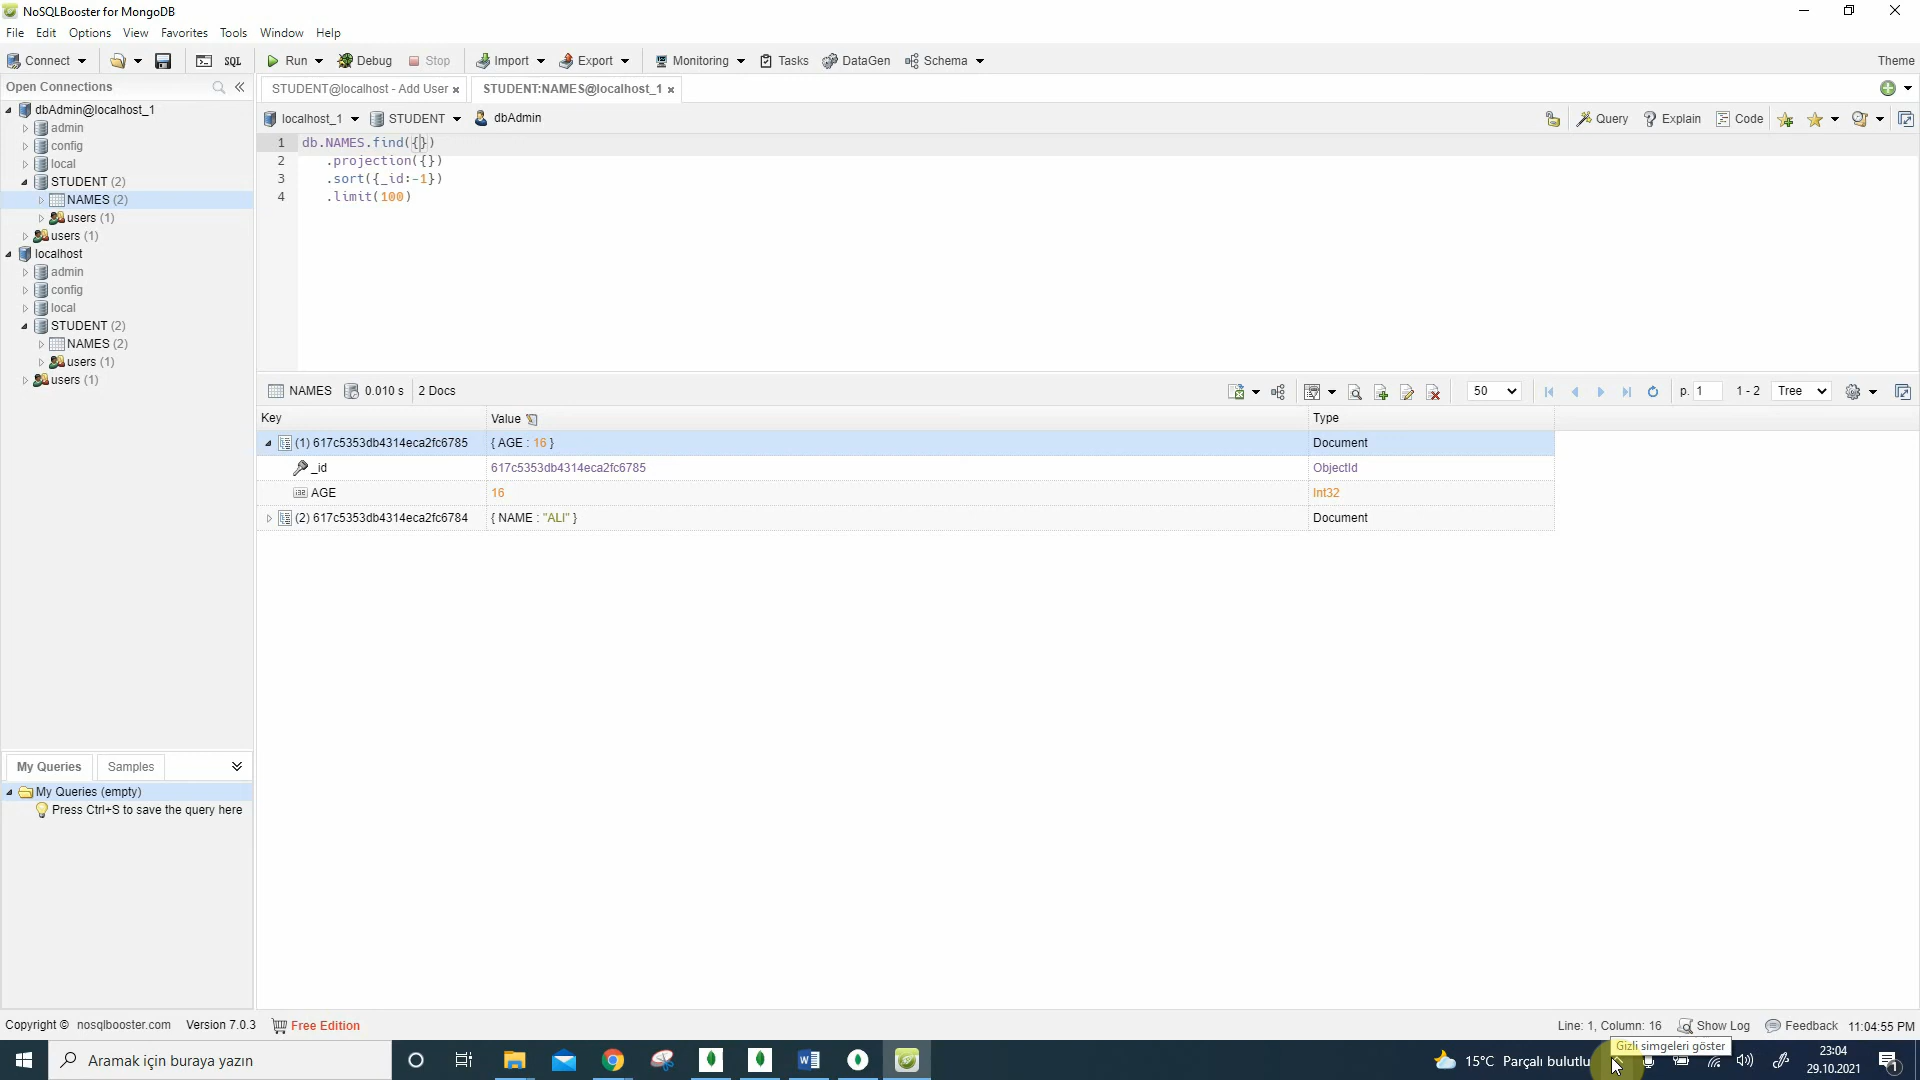 NoSQLBooster for MongoDB
File Edit Options View Favorites Tools Window Help
Connect SQL Run Debug Stop Import Export Monitoring Tasks DataGen Schema Theme
Open Connections
dbAdmin@localhost_1
admin
config
local
STUDENT (2)
NAMES (2)
users (1)
users (1)
localhost
admin
config
local
STUDENT (2)
NAMES (2)
users (1)
users (1)
My Queries Samples
My Queries (empty)
Press Ctrl+S to save the query here
STUDENT@localhost - Add User STUDENT:NAMES@localhost_1
localhost_1 STUDENT dbAdmin Query Explain Code
1 db.NAMES.find({})
2 .projection({})
3 .sort({_id:-1})
4 .limit(100)
NAMES 0.010 s 2 Docs 50 p. 1 1 - 2 Tree
Key Value Type
(1) 617c5353db4314eca2fc6785 { AGE : 16 } Document
_id 617c5353db4314eca2fc6785 ObjectId
AGE 16 Int32
(2) 617c5353db4314eca2fc6784 { NAME : "ALI" } Document
Copyright © nosqlbooster.com Version 7.0.3 Free Edition Line: 1, Column: 16 Show Log Feedback 11:04:55 PM
Gizli simgeleri göster
Aramak için buraya yazın 15°C Parçalı bulutlu 23:04
29.10.2021 1